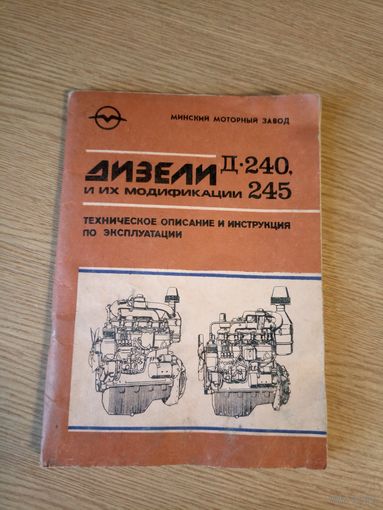 МИНСКИЙ МОТОРНЫЙ ЗАВОД
ДИЗЕЛИ Д-240,
И ИХ МОДИФИКАЦИИ 245
ТЕХНИЧЕСКОЕ ОПИСАНИЕ И ИНСТРУКЦИЯ
ПО ЭКСПЛУАТАЦИИ